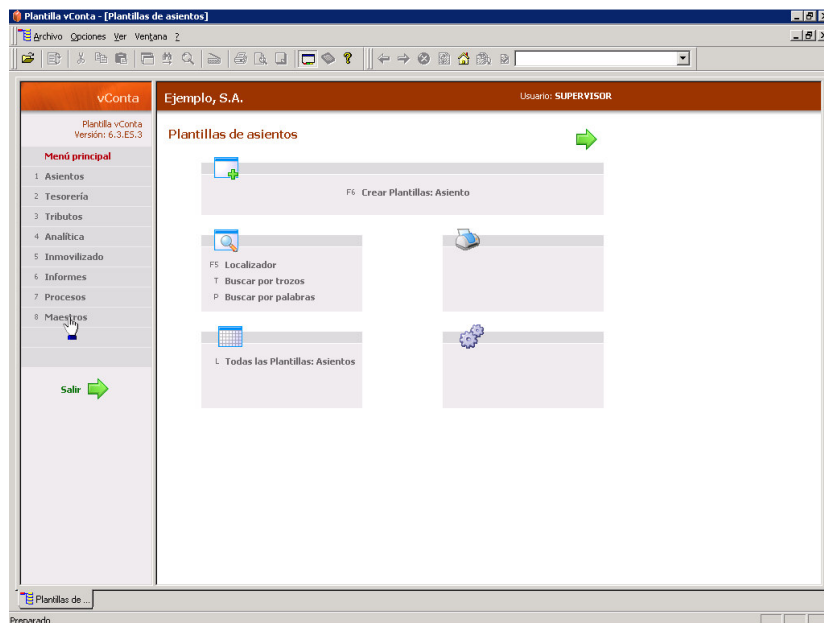 Plantilla vConta - [Plantillas de asientos]
Archivo Opciones Ver Ventana ?
vConta
Ejemplo, S.A.
Usuario: SUPERVISOR
Plantilla vConta
Versión: 6.3.E5.3
Plantillas de asientos
Menú principal
1 Asientos
2 Tesorería
3 Tributos
4 Analítica
5 Inmovilizado
6 Informes
7 Procesos
8 Maestros
Salir
F6 Crear Plantillas: Asiento
F5 Localizador
T Buscar por trozos
P Buscar por palabras
L Todas las Plantillas: Asientos
Plantillas de ...
Preparado